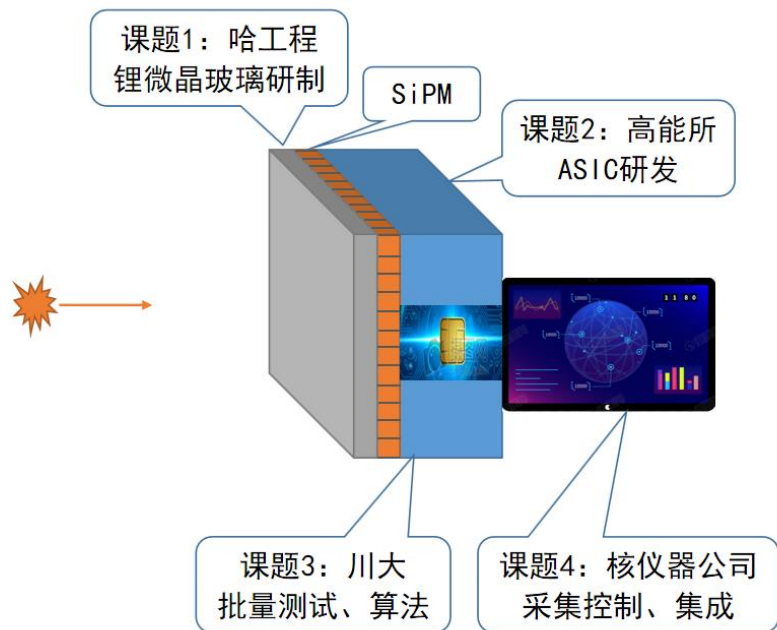 课题1：哈工程
锂微晶玻璃研制
SiPM
课题2：高能所
ASIC研发
11 80
课题3：川大
批量测试、算法
课题4：核仪器公司
采集控制、集成